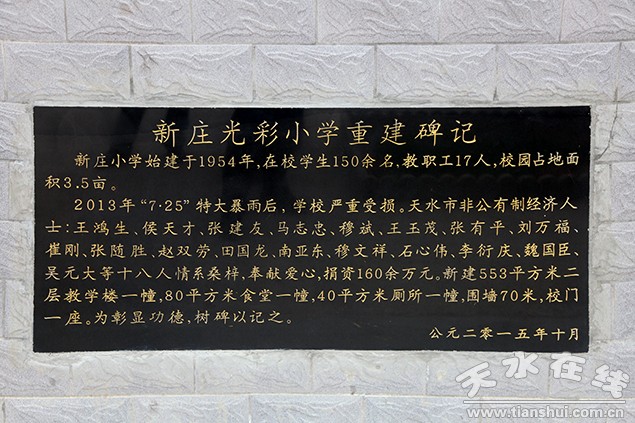 新庄光彩小学重建碑记
新庄小学始建于1954年,在校学生150余名,教职工17人,校园占地面
积3.5亩。
2013年“7·25”特大暴雨后,学校严重受损。天水市非公有制经济人
士:王鸿生、侯天才、张建友、马志忠、穆斌、王玉茂、张有平、刘万福、
崔刚、张随胜、赵双劳、田国龙、南亚东、穆文祥、石心伟、李衍庆、魏国臣、
吴元大等十八人情系桑梓,奉献爱心,捐资160余万元。新建553平方米二
层教学楼一幢,80平方米食堂一幢,40平方米厕所一幢,围墙70米,校门
一座。为彰显功德,树碑以记之。
公元二零一五年十月
天水在线
www.tianshui.com.cn